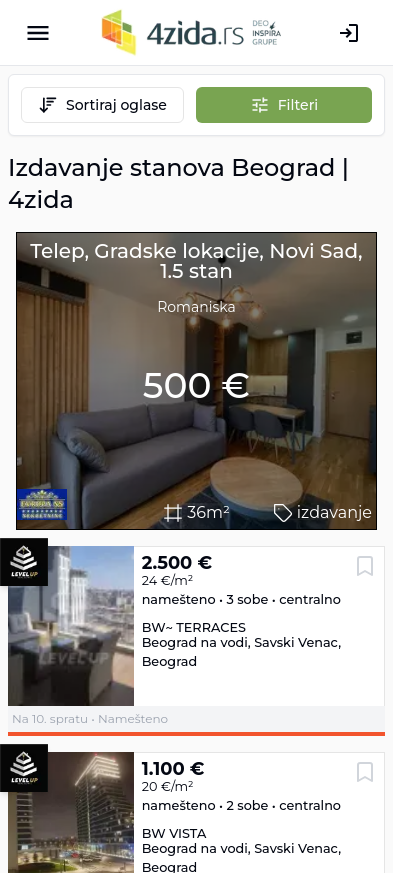 4zida.rs
DEO
INSPIRA
GRUPE
Sortiraj oglase
Filteri
Izdavanje stanova Beograd |
4zida
Telep, Gradske lokacije, Novi Sad,
1.5 stan
Romaniska
500 €
36m²
izdavanje
LEVEL UP
2.500 €
24 €/m²
namešteno • 3 sobe • centralno
BW~ TERRACES
Beograd na vodi, Savski Venac,
Beograd
LEVEL UP
Na 10. spratu • Namešteno
LEVEL UP
1.100 €
20 €/m²
namešteno • 2 sobe • centralno
BW VISTA
Beograd na vodi, Savski Venac,
Beograd